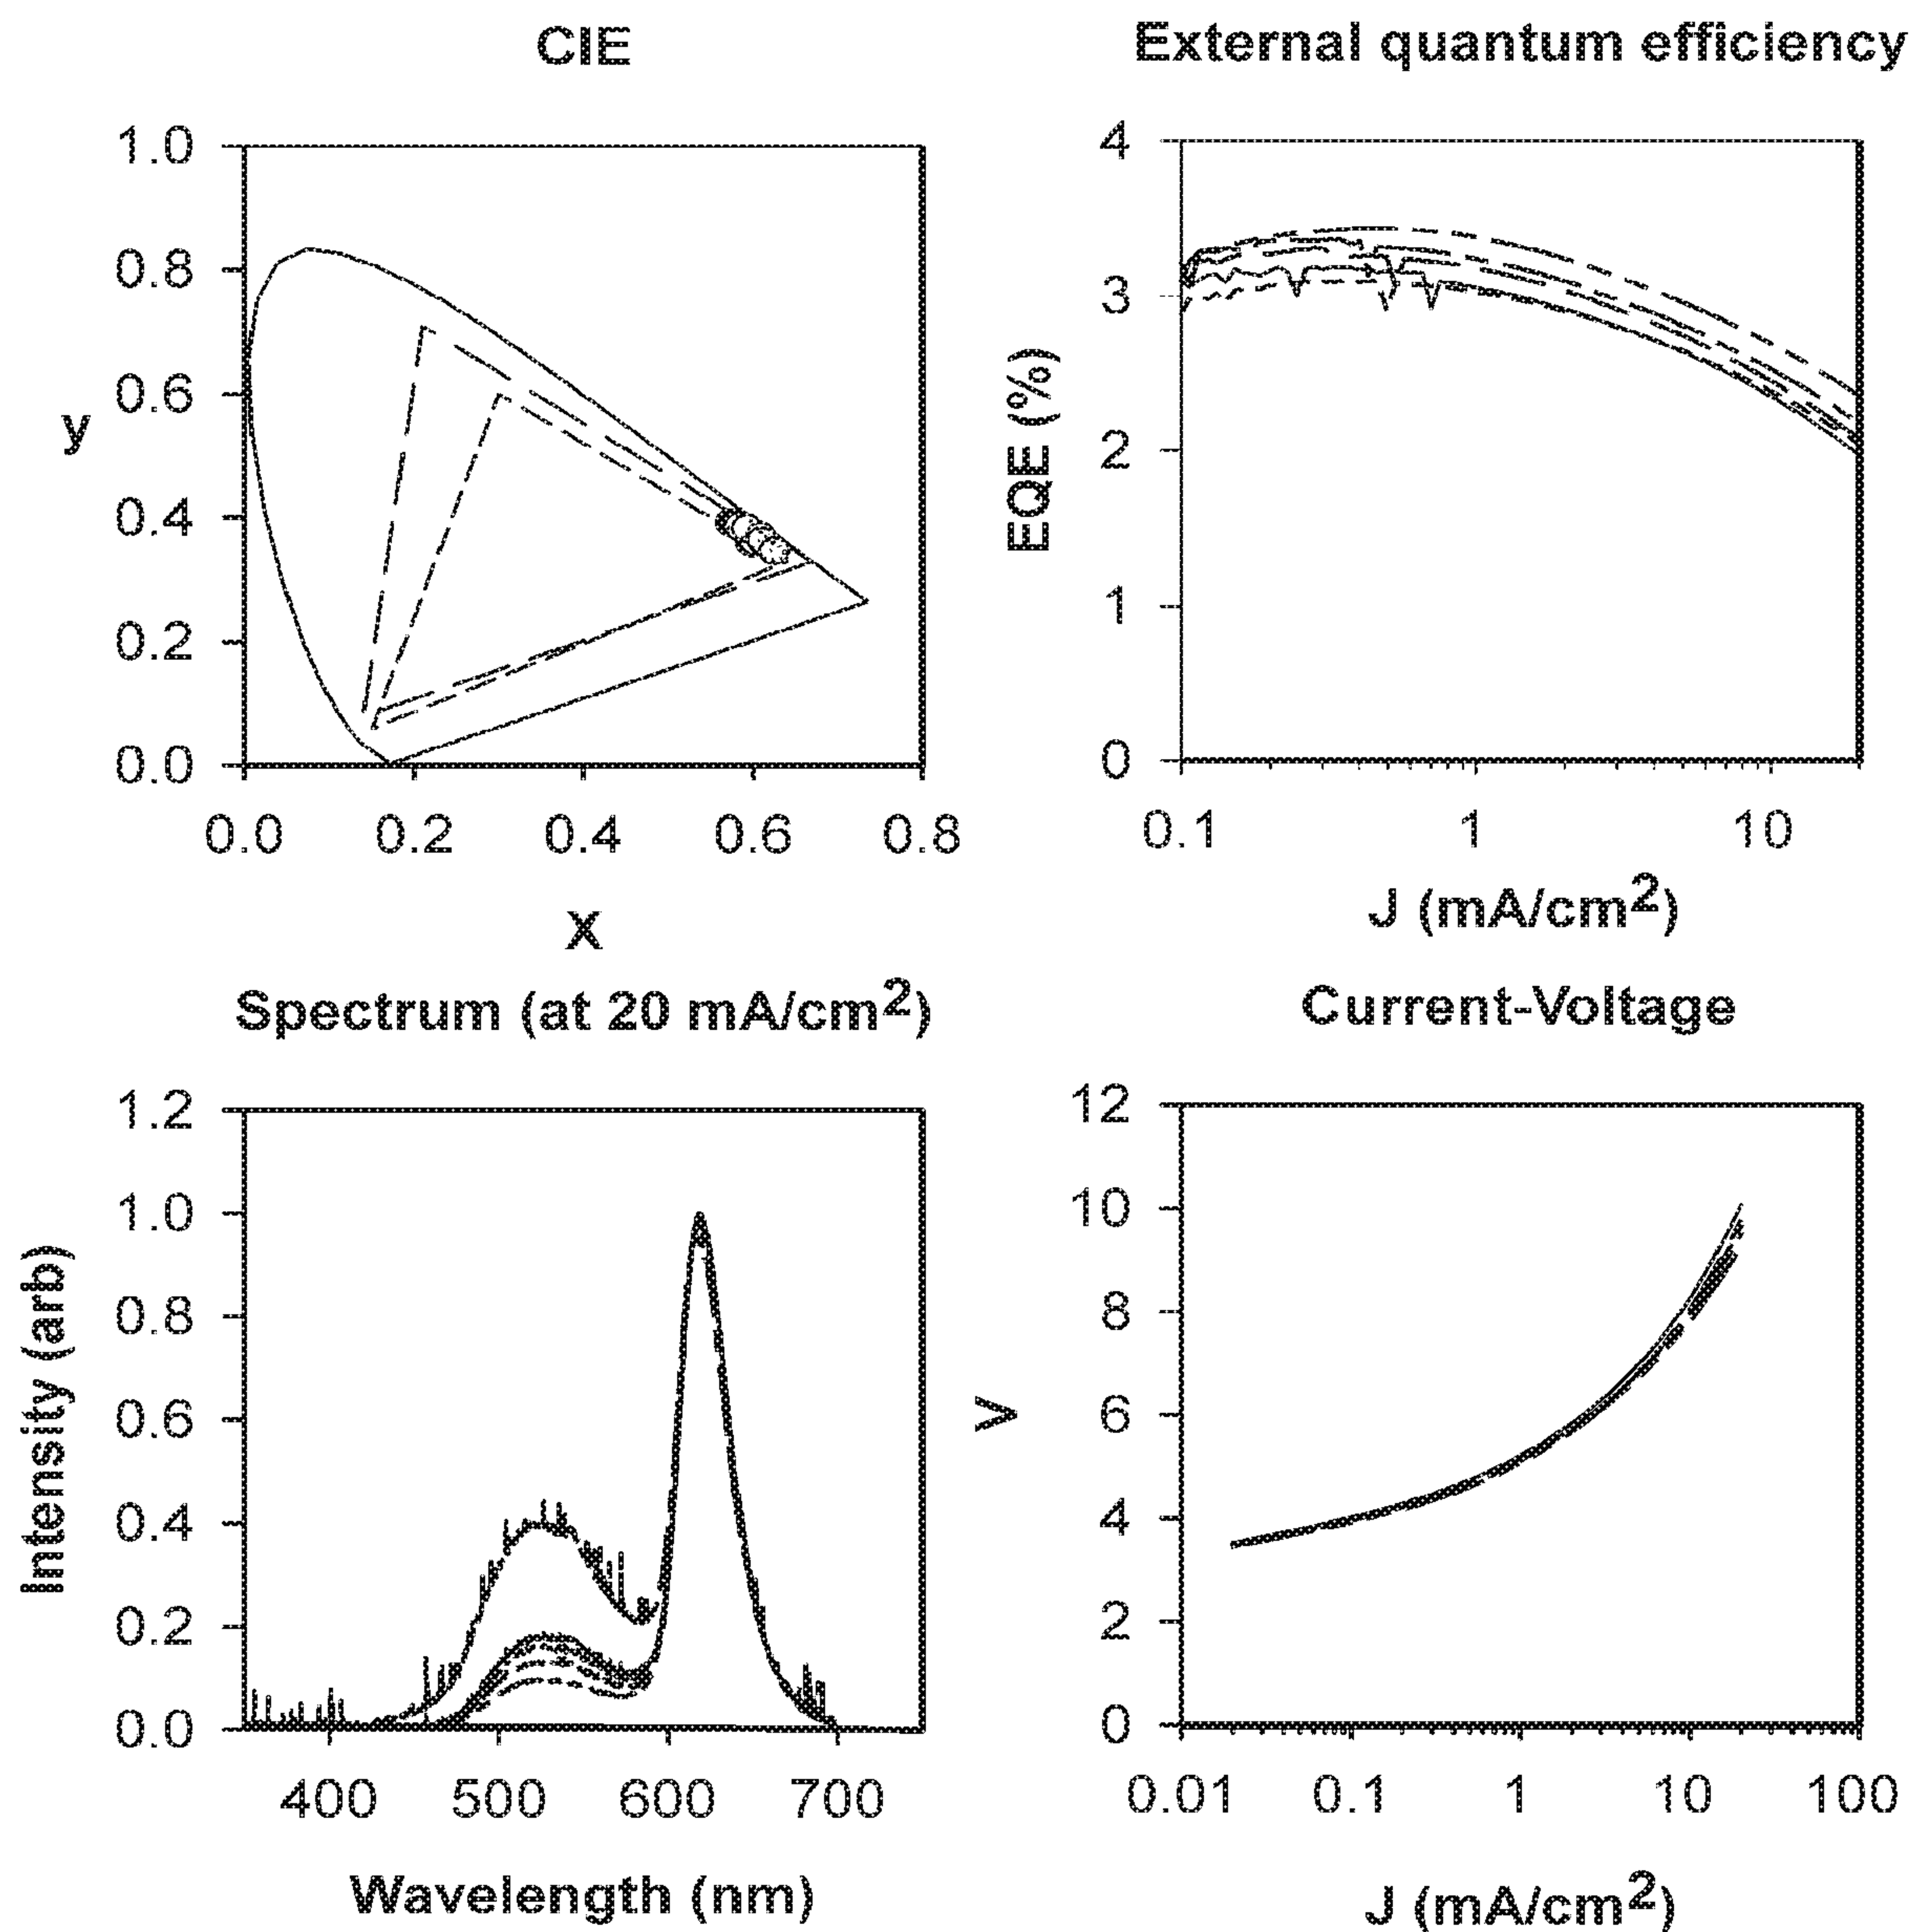 CIE
1.0
0.8
0.6
0.4
0.2
0.0
y
0.0 0.2 0.4 0.6 0.8
X
External quantum efficiency
4
3
2
1
0
EQE (%)
0.1 1 10
J (mA/cm²)
Spectrum (at 20 mA/cm²)
1.2
1.0
0.8
0.6
0.4
0.2
0.0
Intensity (arb)
400 500 600 700
Wavelength (nm)
Current-Voltage
12
10
8
6
4
2
0
V
0.01 0.1 1 10 100
J (mA/cm²)